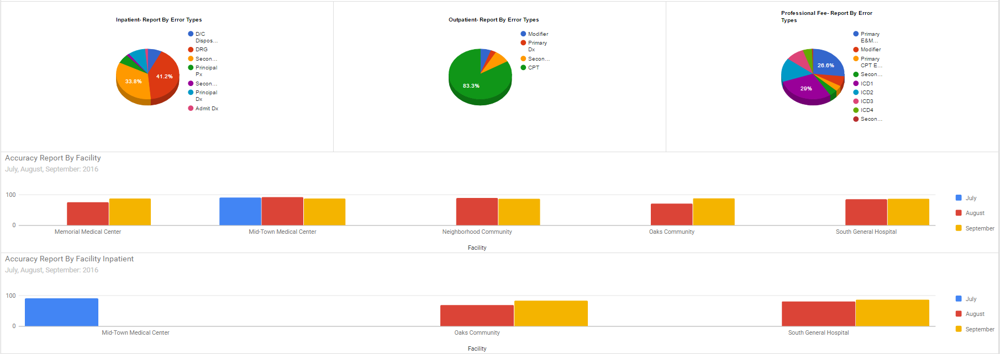 Inpatient- Report By Error Types
D/C
Dispos...
DRG
Secon...
Principal
Px
Secon...
Principal
Dx
Admit Dx
41.2%
33.8%
Outpatient- Report By Error Types
Modifier
Primary
Dx
Secon...
CPT
83.3%
Professional Fee- Report By Error
Types
Primary
E&M...
Modifier
Primary
CPT E...
Secon...
ICD1
ICD2
ICD3
ICD4
Secon...
26.6%
29%
Accuracy Report By Facility
July, August, September: 2016
100
0
Memorial Medical Center
Mid-Town Medical Center
Neighborhood Community
Oaks Community
South General Hospital
Facility
July
August
September
Accuracy Report By Facility Inpatient
July, August, September: 2016
100
0
Mid-Town Medical Center
Oaks Community
South General Hospital
Facility
July
August
September